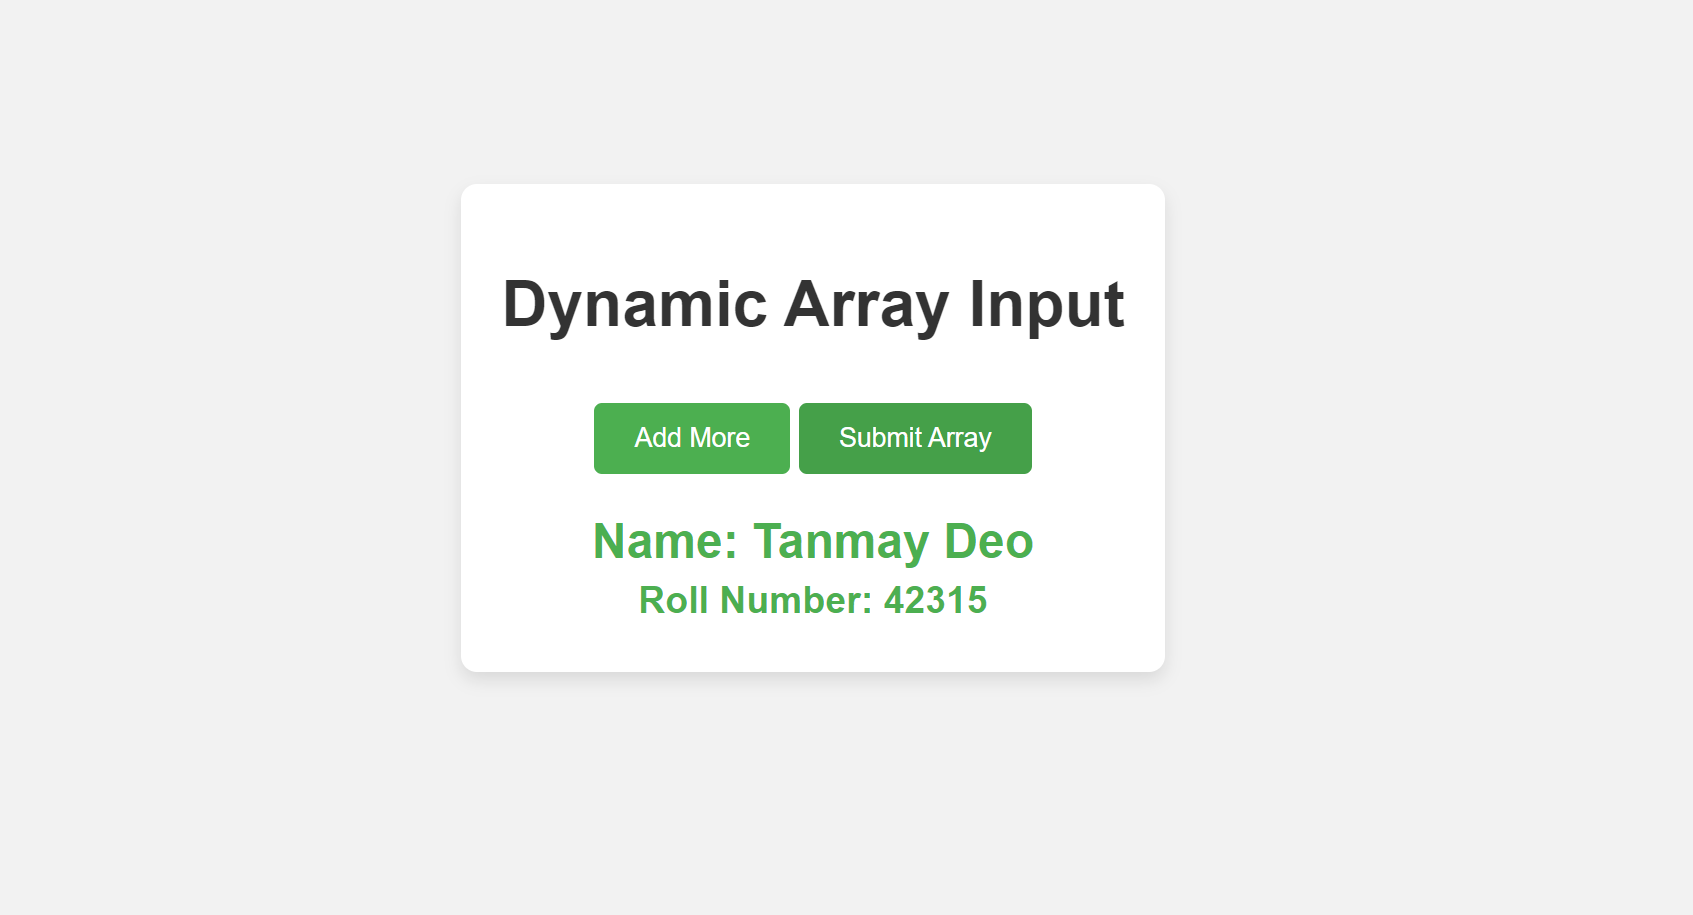 Dynamic Array Input
Add More Submit Array
Name: Tanmay Deo
Roll Number: 42315